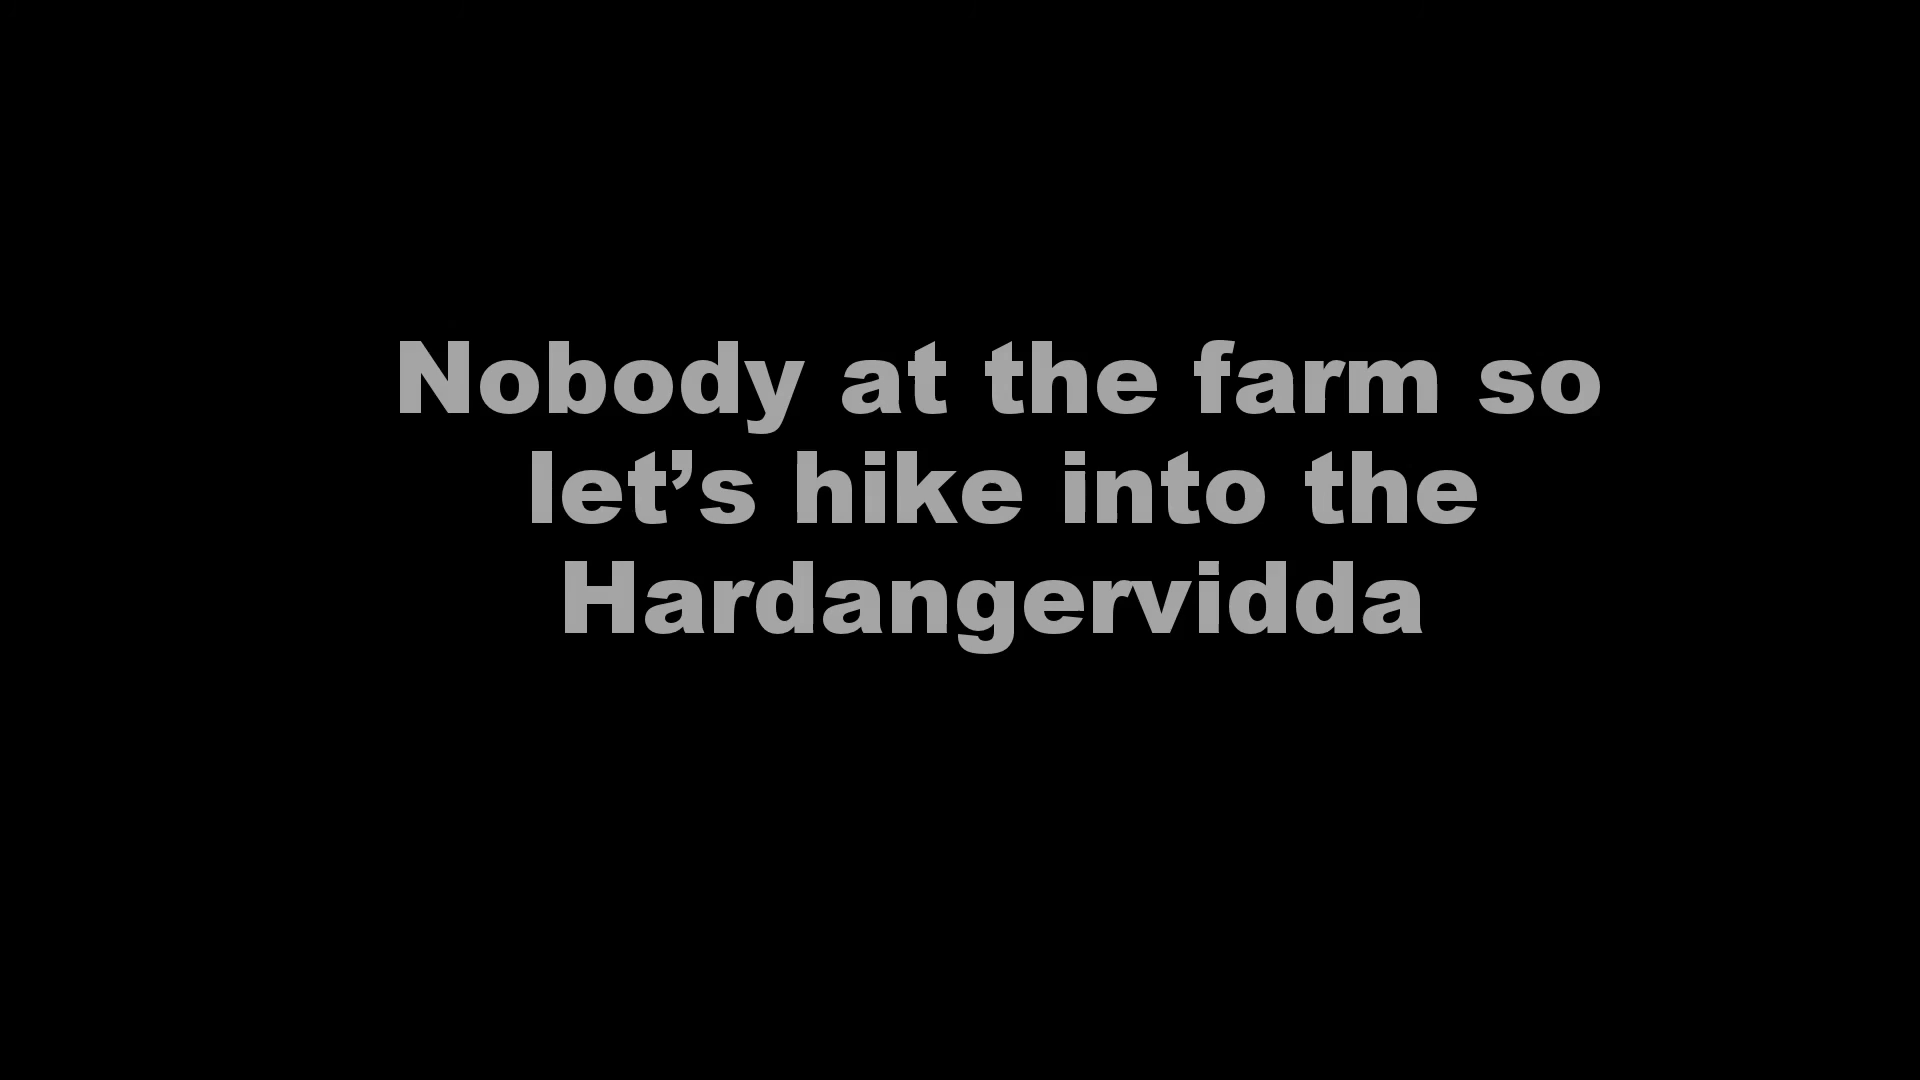 Nobody at the farm so
let’s hike into the
Hardangervidda